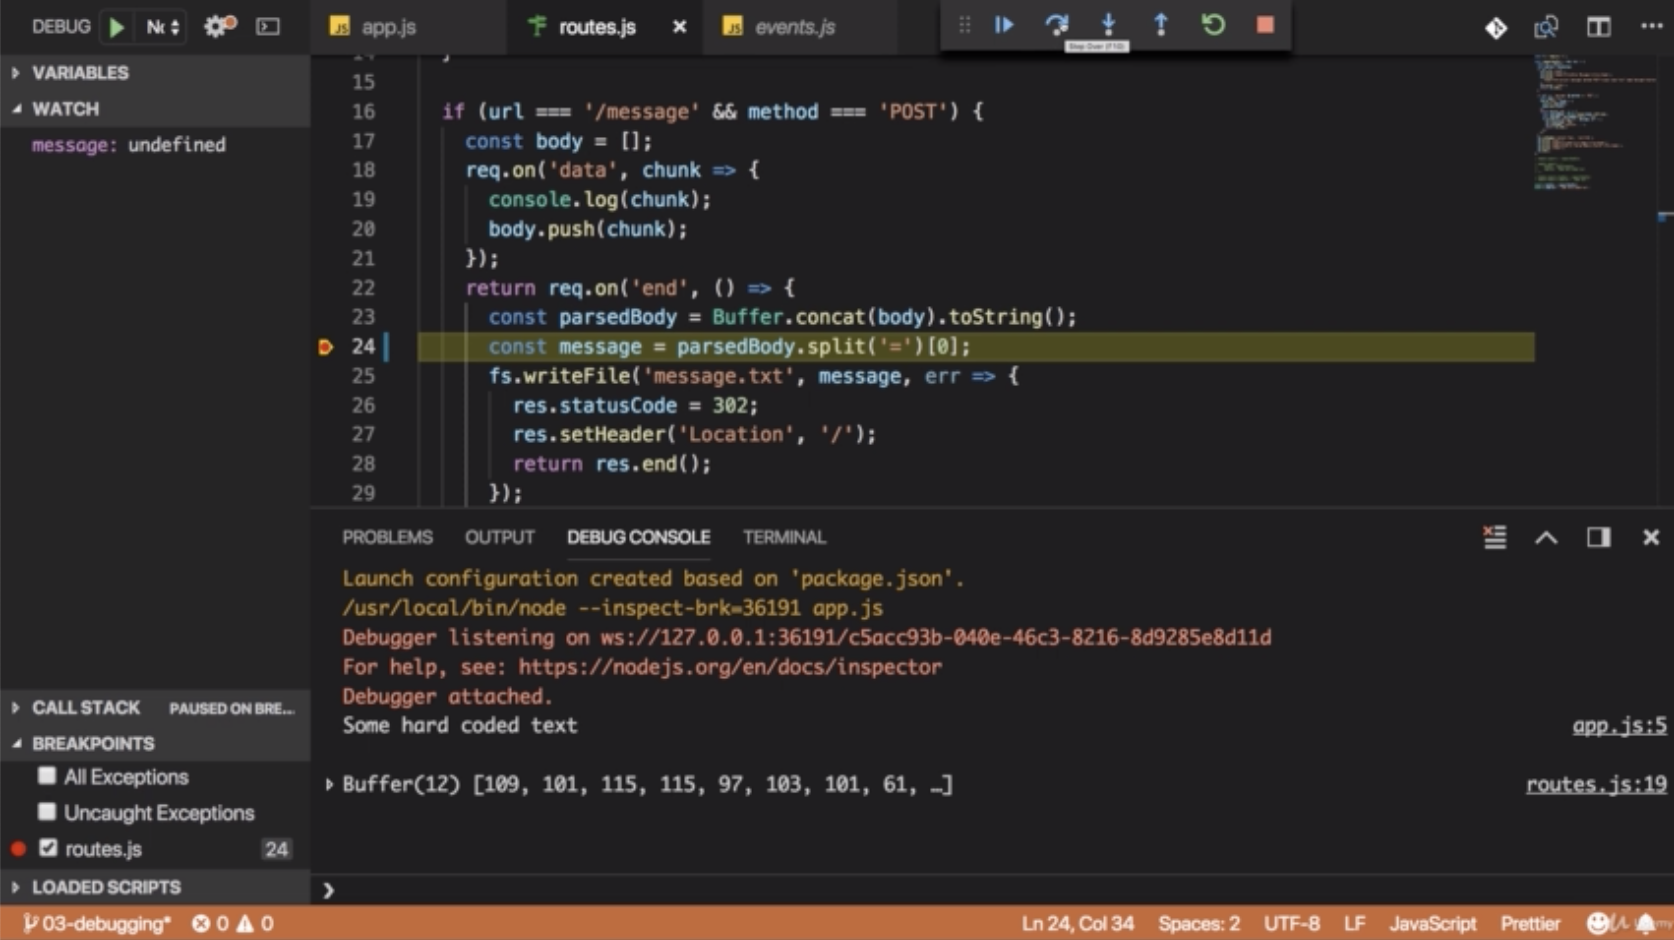 DEBUG
app.js
routes.js
events.js
Step Over (F10)
VARIABLES
WATCH
message: undefined
15
16 if (url === '/message' && method === 'POST') {
17 const body = [];
18 req.on('data', chunk => {
19 console.log(chunk);
20 body.push(chunk);
21 });
22 return req.on('end', () => {
23 const parsedBody = Buffer.concat(body).toString();
24 const message = parsedBody.split('=')[0];
25 fs.writeFile('message.txt', message, err => {
26 res.statusCode = 302;
27 res.setHeader('Location', '/');
28 return res.end();
29 });
PROBLEMS OUTPUT DEBUG CONSOLE TERMINAL
Launch configuration created based on 'package.json'.
/usr/local/bin/node --inspect-brk=36191 app.js
Debugger listening on ws://127.0.0.1:36191/c5acc93b-040e-46c3-8216-8d9285e8d11d
For help, see: https://nodejs.org/en/docs/inspector
Debugger attached.
Some hard coded text app.js:5
Buffer(12) [109, 101, 115, 115, 97, 103, 101, 61, …] routes.js:19
CALL STACK PAUSED ON BRE...
BREAKPOINTS
All Exceptions
Uncaught Exceptions
routes.js 24
LOADED SCRIPTS
03-debugging* 0 0 Ln 24, Col 34 Spaces: 2 UTF-8 LF JavaScript Prettier